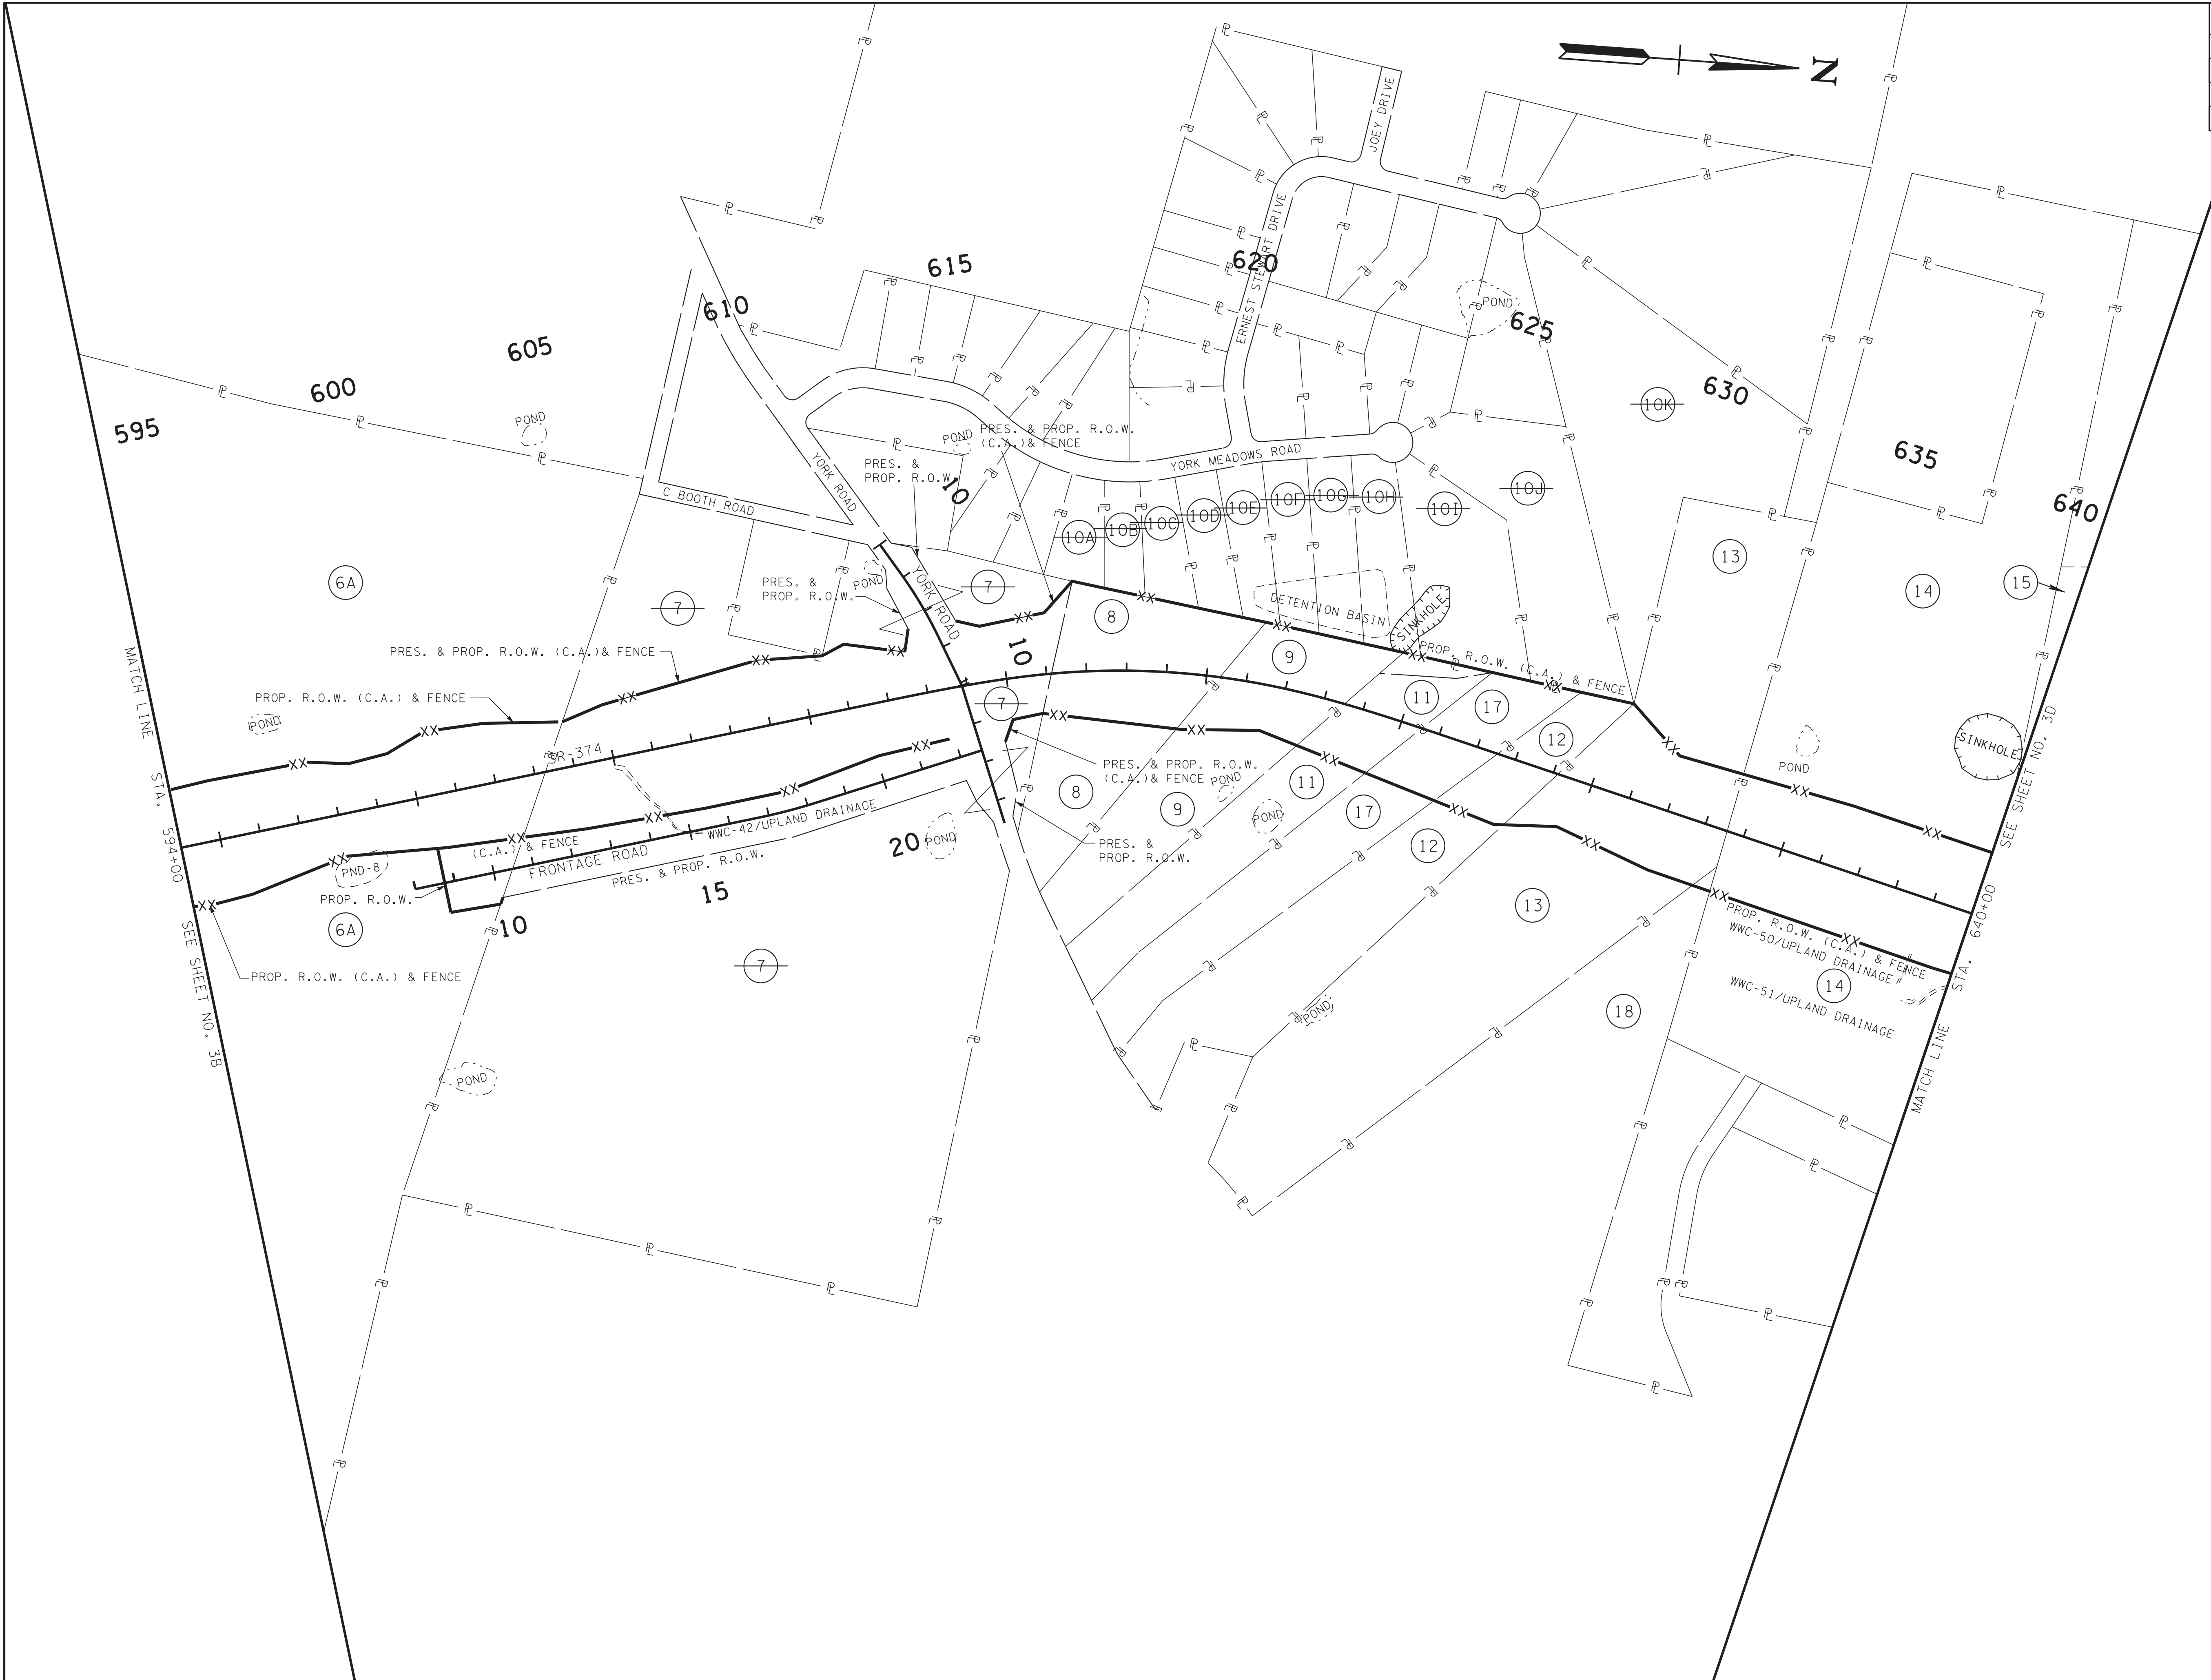 N
JOEY DRIVE
ERNEST STEWART DRIVE
595
600
605
610
615
620
625
630
635
640
POND
POND
POND
PRES. & PROP. R.O.W.
(C.A.)& FENCE
PRES. &
PROP. R.O.W.
10
YORK MEADOWS ROAD
YORK ROAD
C BOOTH ROAD
10A
10B
10C
10D
10E
10F
10G
10H
10I
10J
10K
13
14
15
6A
7
PRES. &
PROP. R.O.W.
POND
YORK ROAD
7
8
DETENTION BASIN
SINKHOLE
PRES. & PROP. R.O.W. (C.A.)& FENCE
10
9
PROP. R.O.W. (C.A.) & FENCE
PROP. R.O.W. (C.A.) & FENCE
POND
7
11
17
12
POND
SINKHOLE
MATCH LINE STA. 594+00 SEE SHEET NO. 3B
SR-374
PRES. & PROP. R.O.W.
(C.A.)& FENCE
8
9
POND
11
POND
17
12
13
WWC-42/UPLAND DRAINAGE
(C.A.) & FENCE
FRONTAGE ROAD
PRES. & PROP. R.O.W.
20
POND
PRES. &
PROP. R.O.W.
PND-8
PROP. R.O.W.
15
10
6A
PROP. R.O.W. (C.A.) & FENCE
7
PROP. R.O.W. (C.A.) & FENCE
WWC-50/UPLAND DRAINAGE
14
WWC-51/UPLAND DRAINAGE
18
POND
POND
MATCH LINE STA. 640+00 SEE SHEET NO. 3D